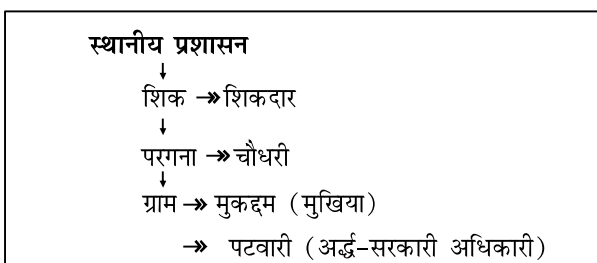 स्थानीय प्रशासन
↓
शिक ->> शिकदार
↓
परगना ->> चौधरी
↓
ग्राम ->> मुकद्दम (मुखिया)
->> पटवारी (अर्द्ध-सरकारी अधिकारी)